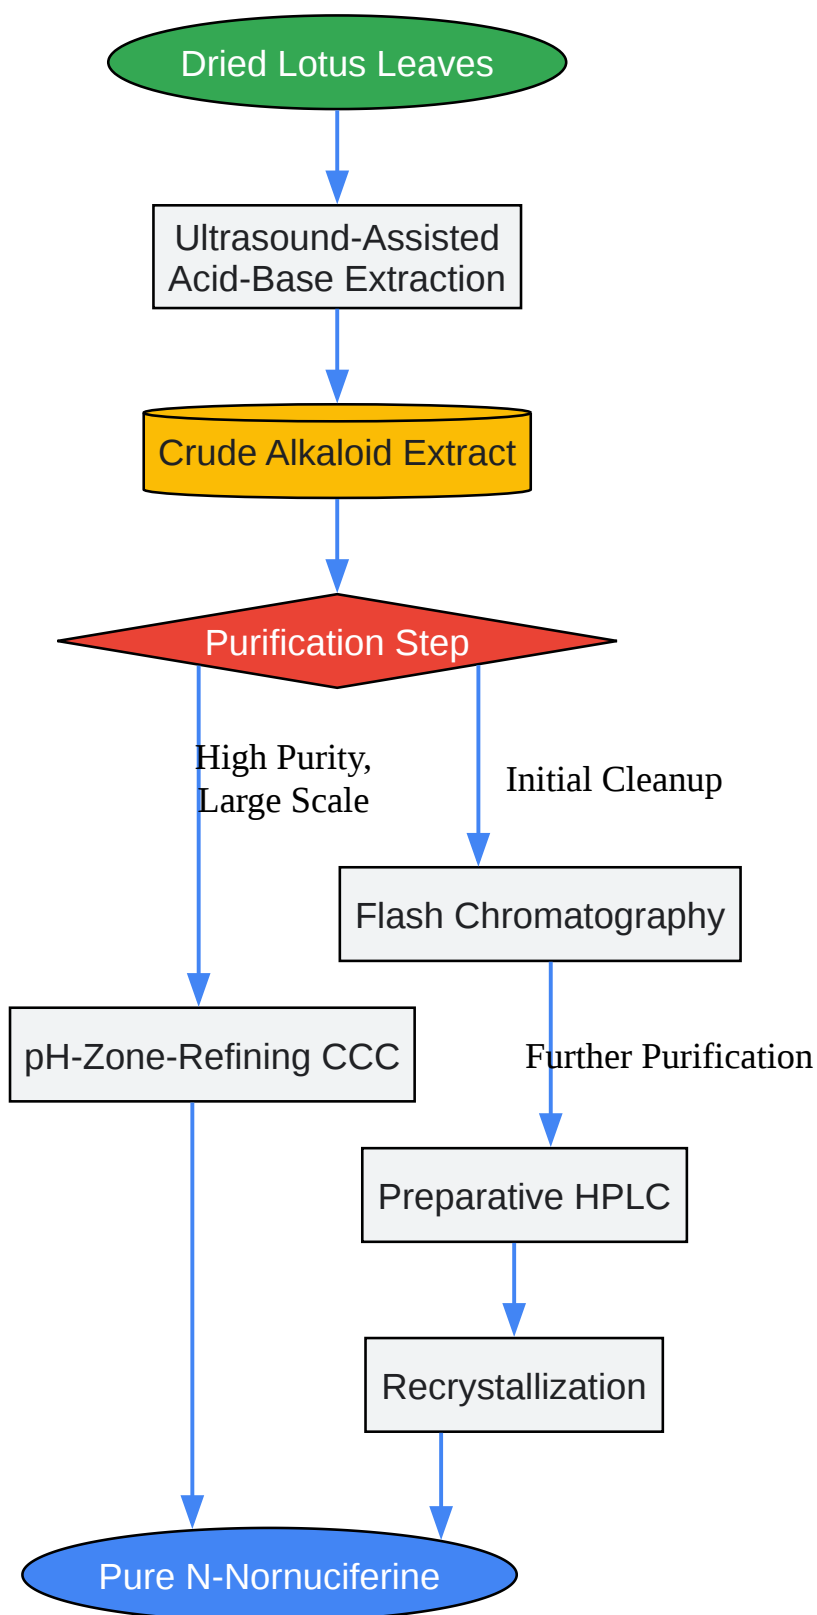 Dried Lotus Leaves
Ultrasound-Assisted
Acid-Base Extraction
Crude Alkaloid Extract
Purification Step
High Purity,
Large Scale
Initial Cleanup
Flash Chromatography
pH-Zone-Refining CCC
Further Purification
Preparative HPLC
Recrystallization
Pure N-Nornuciferine